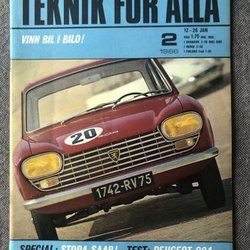 TEKNIK FÖR ALLA
VINN BIL I BILO!
2
1966
12 - 26 JAN
20
1742-RV75
SPECIAL: STORA SAAB! TEST: PEUGEOT 204